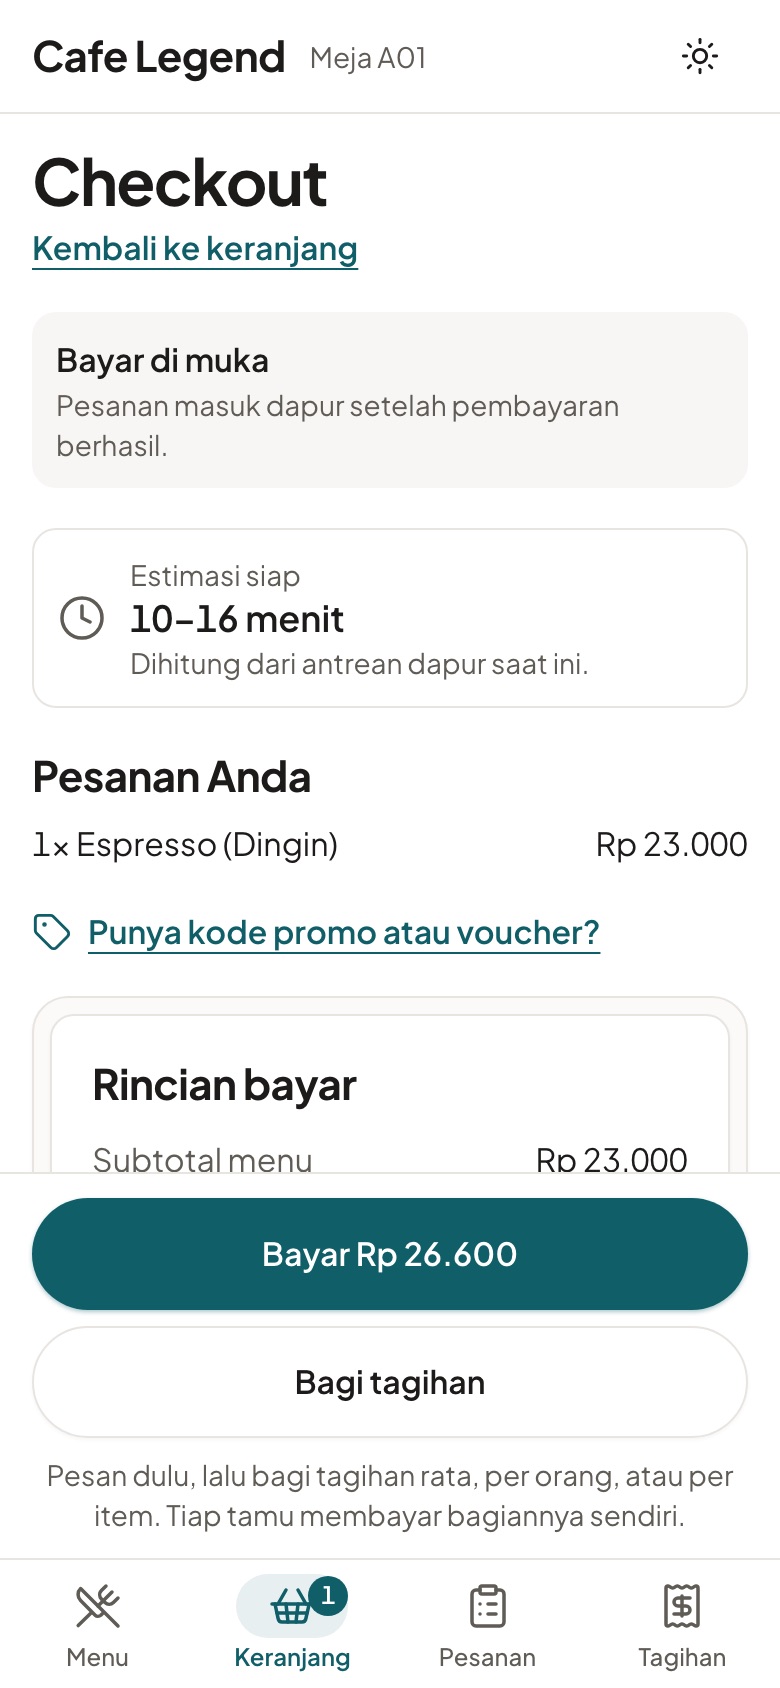 Cafe Legend Meja A01
Checkout
Kembali ke keranjang
Bayar di muka
Pesanan masuk dapur setelah pembayaran
berhasil.
Estimasi siap
10–16 menit
Dihitung dari antrean dapur saat ini.
Pesanan Anda
1× Espresso (Dingin) Rp 23.000
Punya kode promo atau voucher?
Rincian bayar
Subtotal menu Rp 23.000
Bayar Rp 26.600
Bagi tagihan
Pesan dulu, lalu bagi tagihan rata, per orang, atau per
item. Tiap tamu membayar bagiannya sendiri.
1
Menu Keranjang Pesanan Tagihan